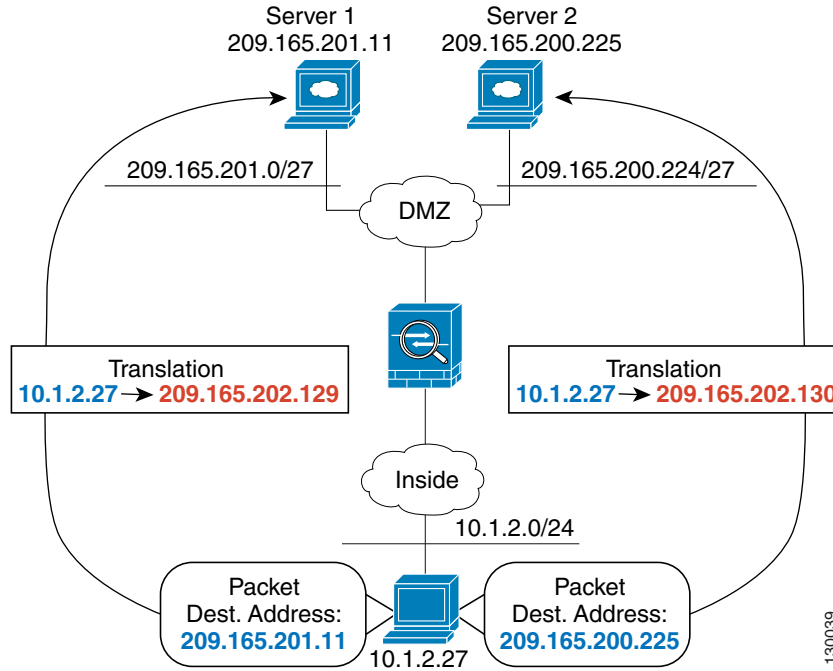 Server 1
209.165.201.11
Server 2
209.165.200.225
209.165.201.0/27
209.165.200.224/27
DMZ
Translation
10.1.2.27 → 209.165.202.129
Translation
10.1.2.27 → 209.165.202.130
Inside
10.1.2.0/24
Packet
Dest. Address:
209.165.201.11
Packet
Dest. Address:
209.165.200.225
10.1.2.27
130039